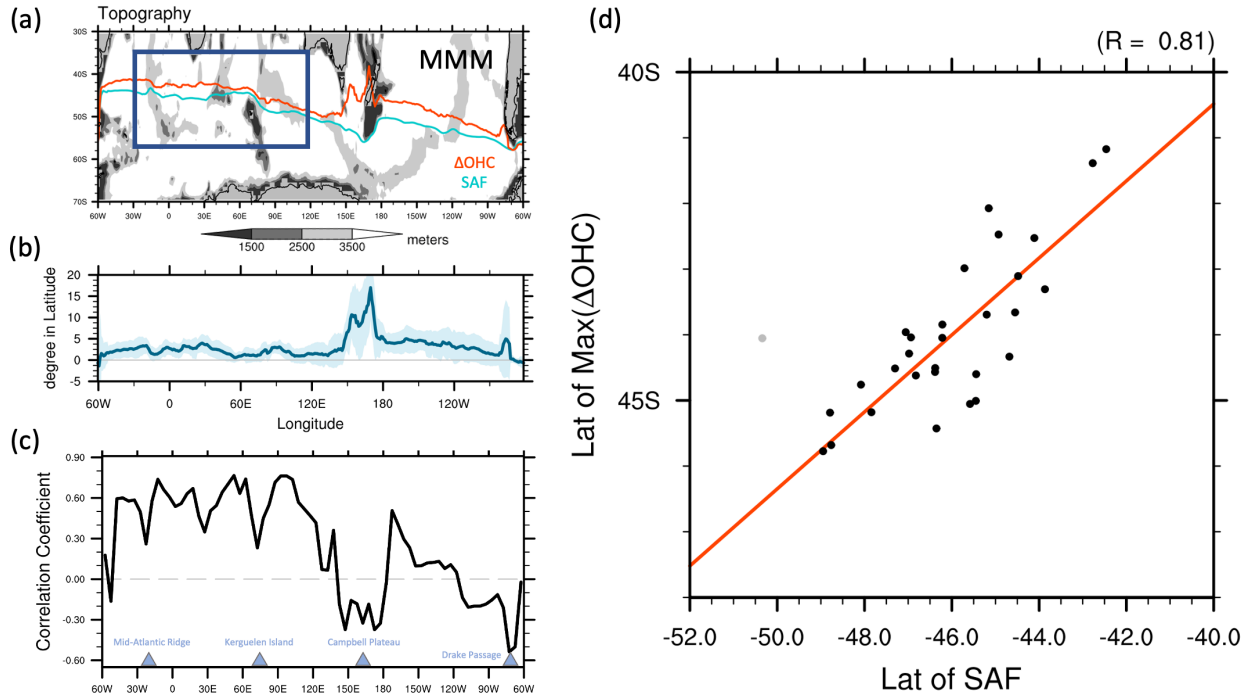 (a)
Topography
30S
40S
50S
60S
70S
MMM
ΔOHC
SAF
60W 30W 0 30E 60E 90E 120E 150E 180 150W 120W 90W 60W
1500 2500 3500 meters
(b)
degree in Latitude
20
15
10
5
0
-5
60W 0 60E 120E 180 120W
Longitude
(c)
Correlation Coefficient
0.90
0.60
0.30
0.00
-0.30
-0.60
Mid-Atlantic Ridge Kerguelen Island Campbell Plateau Drake Passage
60W 30W 0 30E 60E 90E 120E 150E 180 150W 120W 90W 60W
(d)
(R = 0.81)
40S
45S
Lat of Max(ΔOHC)
-52.0 -50.0 -48.0 -46.0 -44.0 -42.0 -40.0
Lat of SAF